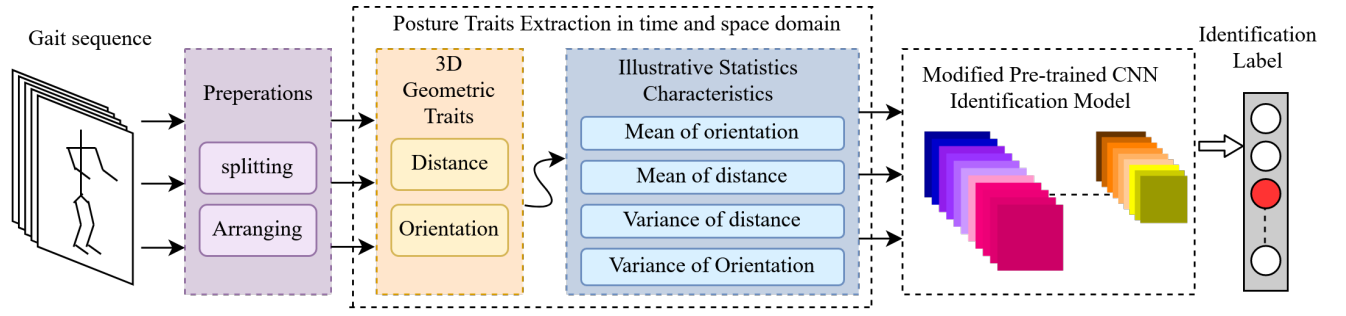 Posture Traits Extraction in time and space domain
Gait sequence
Preperations
splitting
Arranging
3D
Geometric
Traits
Distance
Orientation
Illustrative Statistics
Characteristics
Mean of orientation
Mean of distance
Variance of distance
Variance of Orientation
Modified Pre-trained CNN
Identification Model
Identification
Label